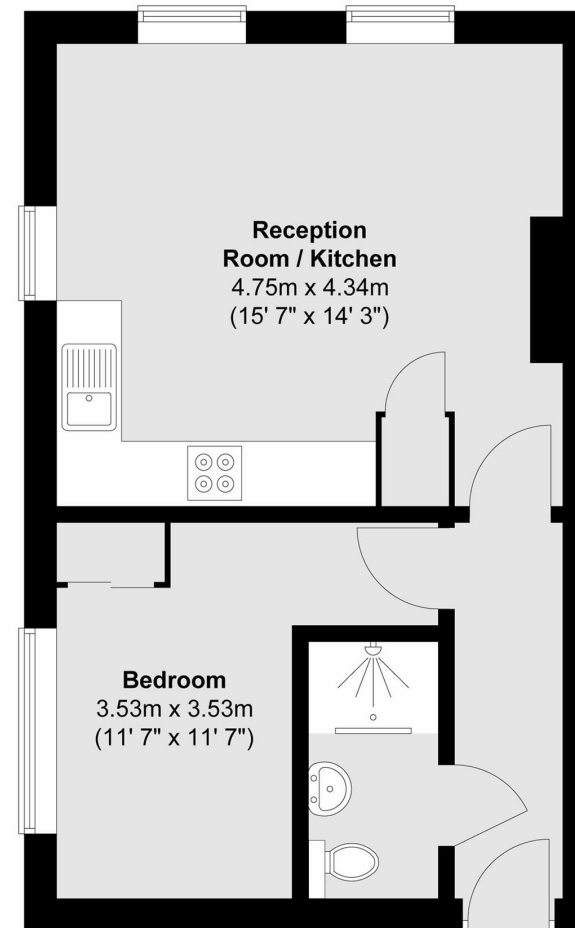 Reception
Room / Kitchen
4.75m x 4.34m
(15' 7" x 14' 3")
Bedroom
3.53m x 3.53m
(11' 7" x 11' 7")